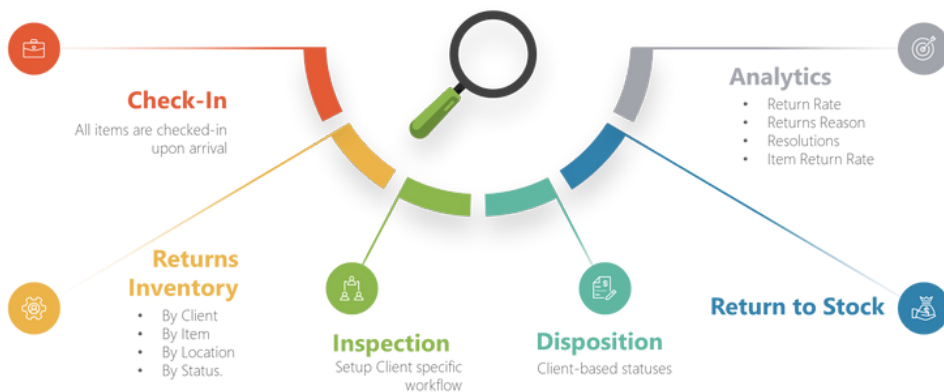 Check-In
All items are checked-in
upon arrival
Returns
Inventory
• By Client
• By Item
• By Location
• By Status.
Inspection
Setup Client specific
workflow
Disposition
Client-based statuses
Return to Stock
Analytics
• Return Rate
• Returns Reason
• Resolutions
• Item Return Rate